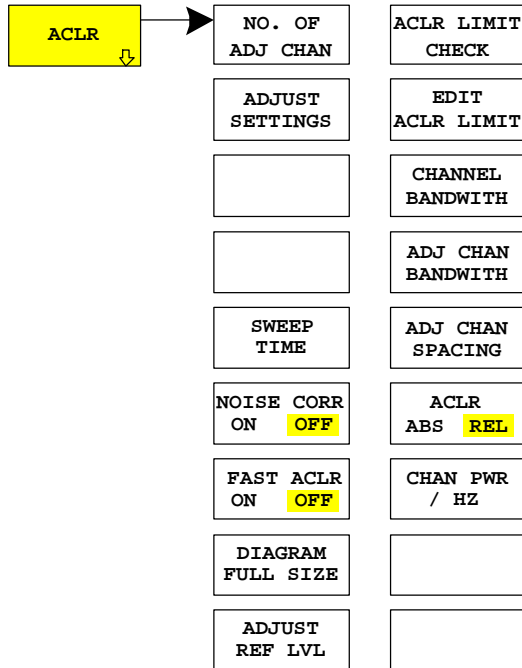 ACLR
NO. OF
ADJ CHAN
ADJUST
SETTINGS
SWEEP
TIME
NOISE CORR
ON OFF
FAST ACLR
ON OFF
DIAGRAM
FULL SIZE
ADJUST
REF LVL
ACLR LIMIT
CHECK
EDIT
ACLR LIMIT
CHANNEL
BANDWITH
ADJ CHAN
BANDWITH
ADJ CHAN
SPACING
ACLR
ABS REL
CHAN PWR
/ HZ